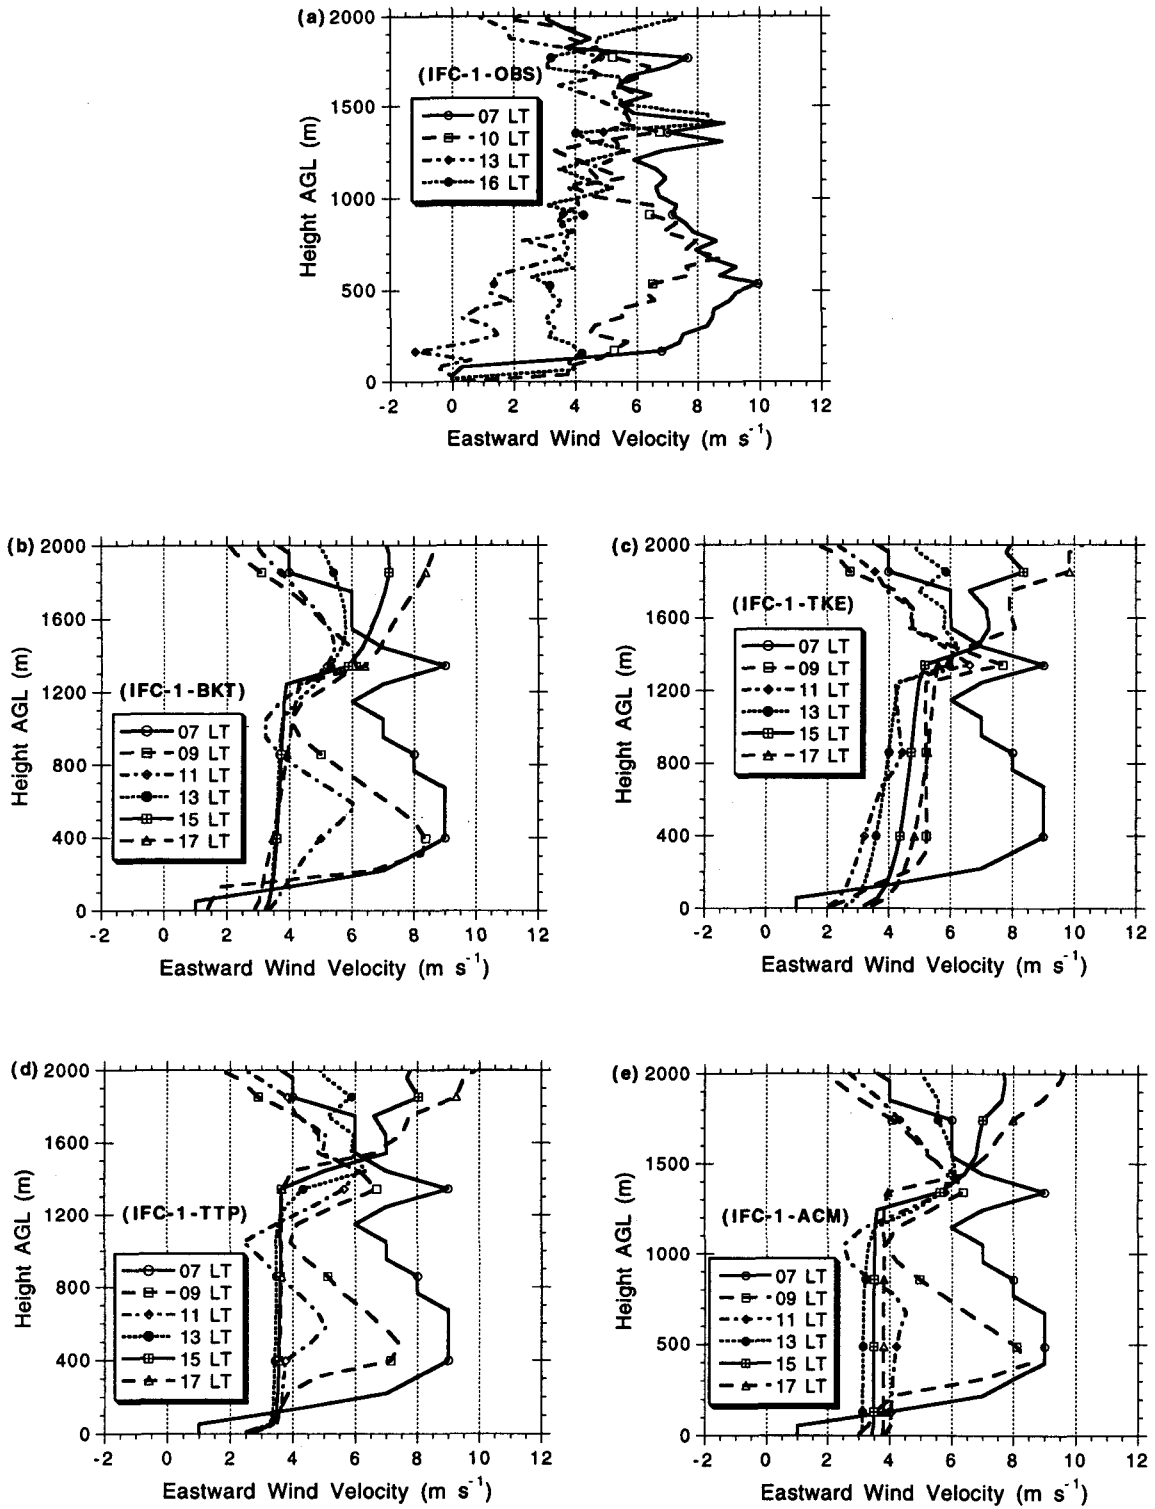 (a) 2000
1500
1000
500
0
Height AGL (m)
(IFC-1-OBS)
07 LT
10 LT
13 LT
16 LT
-2 0 2 4 6 8 10 12
Eastward Wind Velocity (m s-1)
(b) 2000
1600
1200
800
400
0
Height AGL (m)
(IFC-1-BKT)
07 LT
09 LT
11 LT
13 LT
15 LT
17 LT
-2 0 2 4 6 8 10 12
Eastward Wind Velocity (m s-1)
(c) 2000
1600
1200
800
400
0
Height AGL (m)
(IFC-1-TKE)
07 LT
09 LT
11 LT
13 LT
15 LT
17 LT
-2 0 2 4 6 8 10 12
Eastward Wind Velocity (m s-1)
(d) 2000
1600
1200
800
400
0
Height AGL (m)
(IFC-1-TTP)
07 LT
09 LT
11 LT
13 LT
15 LT
17 LT
-2 0 2 4 6 8 10 12
Eastward Wind Velocity (m s-1)
(e) 2000
1500
1000
500
0
Height AGL (m)
(IFC-1-ACM)
07 LT
09 LT
11 LT
13 LT
15 LT
17 LT
-2 0 2 4 6 8 10 12
Eastward Wind Velocity (m s-1)